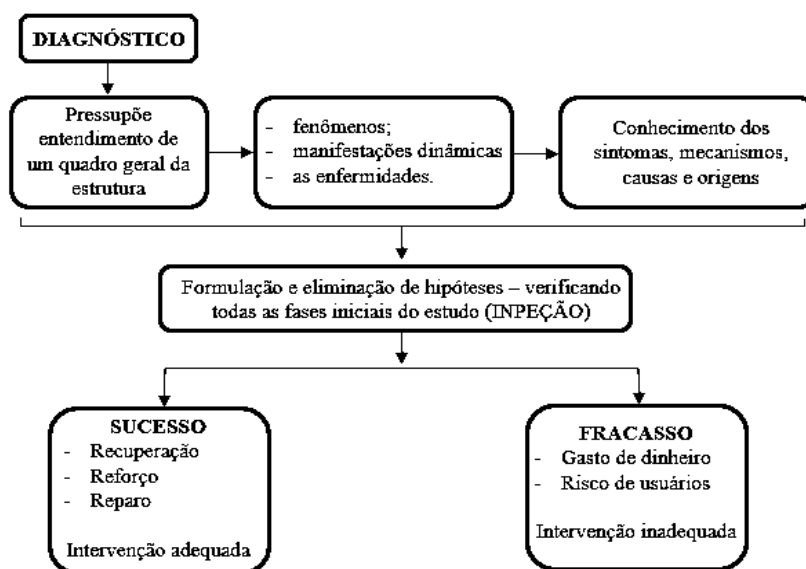 DIAGNÓSTICO
Pressupõe
entendimento de
um quadro geral da
estrutura
- fenômenos;
- manifestações dinâmicas
- as enfermidades.
Conhecimento dos
sintomas, mecanismos,
causas e origens
Formulação e eliminação de hipóteses – verificando
todas as fases iniciais do estudo (INPEÇÃO)
SUCESSO
- Recuperação
- Reforço
- Reparo
Intervenção adequada
FRACASSO
- Gasto de dinheiro
- Risco de usuários
Intervenção inadequada